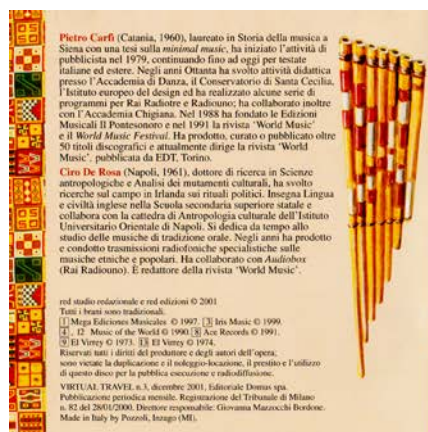 Pietro Carfì (Catania, 1960), laureato in Storia della musica a
Siena con una tesi sulla minimal music, ha iniziato l'attività di
pubblicista nel 1979, continuando fino ad oggi per testate
italiane ed estere. Negli anni Ottanta ha svolto attività didattica
presso l'Accademia di Danza, il Conservatorio di Santa Cecilia,
l'Istituto europeo del design ed ha realizzato alcune serie di
programmi per Rai Radiotre e Radiouno; ha collaborato inoltre
con l'Accademia Chigiana. Nel 1988 ha fondato le Edizioni
Musicali Il Pontesonoro e nel 1991 la rivista 'World Music'
e il World Music Festival. Ha prodotto, curato o pubblicato oltre
50 titoli discografici e attualmente dirige la rivista 'World
Music', pubblicata da EDT, Torino.
Ciro De Rosa (Napoli, 1961), dottore di ricerca in Scienze
antropologiche e Analisi dei mutamenti culturali, ha svolto
ricerche sul campo in Irlanda sui rituali politici. Insegna Lingua
e civiltà inglese nella Scuola secondaria superiore statale e
collabora con la cattedra di Antropologia culturale dell'Istituto
Universitario Orientale di Napoli. Si dedica da tempo allo
studio delle musiche di tradizione orale. Negli anni ha prodotto
e condotto trasmissioni radiofoniche specialistiche sulle
musiche etniche e popolari. Ha collaborato con Audiobox
(Rai Radiouno). È redattore della rivista 'World Music'.
red studio redazionale e red edizioni © 2001
Tutti i brani sono tradizionali.
1 Mega Ediciones Musicales © 1997. 3 Iris Music © 1999.
4, 12 Music of the World © 1990. 8 Ace Records © 1991.
9 El Virrey © 1973. 13 El Virrey © 1974.
Riservati tutti i diritti del produttore e degli autori dell'opera;
sono vietate la duplicazione e il noleggio-locazione, il prestito e l'utilizzo
di questo disco per la pubblica esecuzione e radiodiffusione.
VIRTUAL TRAVEL n.3, dicembre 2001, Editoriale Domus spa.
Pubblicazione periodica mensile. Registrazione del Tribunale di Milano
n. 82 del 28/01/2000. Direttore responsabile: Giovanna Mazzocchi Bordone.
Made in Italy by Pozzoli, Inzago (MI).